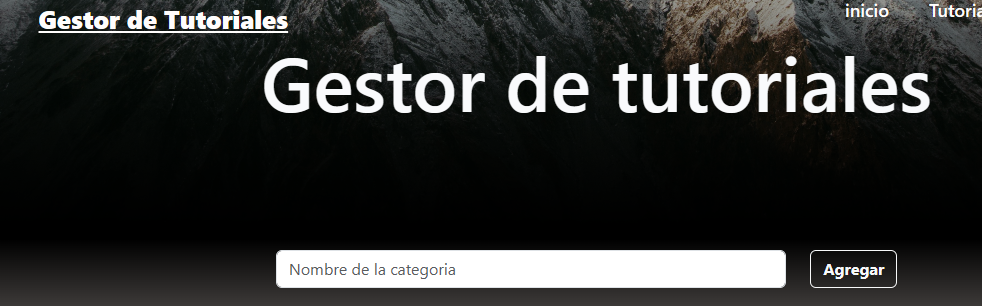 Gestor de Tutoriales
inicio
Gestor de tutoriales
Nombre de la categoria
Agregar